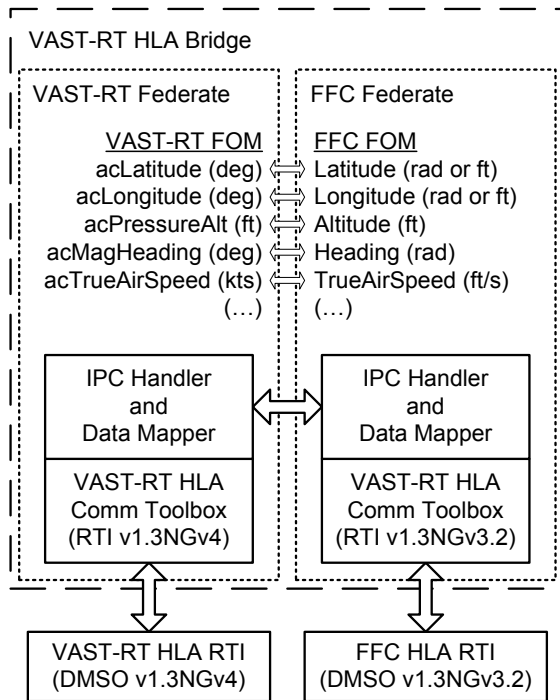 VAST-RT HLA Bridge
VAST-RT Federate
VAST-RT FOM
acLatitude (deg)
acLongitude (deg)
acPressureAlt (ft)
acMagHeading (deg)
acTrueAirSpeed (kts)
(…)
IPC Handler
and
Data Mapper
VAST-RT HLA
Comm Toolbox
(RTI v1.3NGv4)
FFC Federate
FFC FOM
Latitude (rad or ft)
Longitude (rad or ft)
Altitude (ft)
Heading (rad)
TrueAirSpeed (ft/s)
(…)
IPC Handler
and
Data Mapper
VAST-RT HLA
Comm Toolbox
(RTI v1.3NGv3.2)
VAST-RT HLA RTI
(DMSO v1.3NGv4)
FFC HLA RTI
(DMSO v1.3NGv3.2)